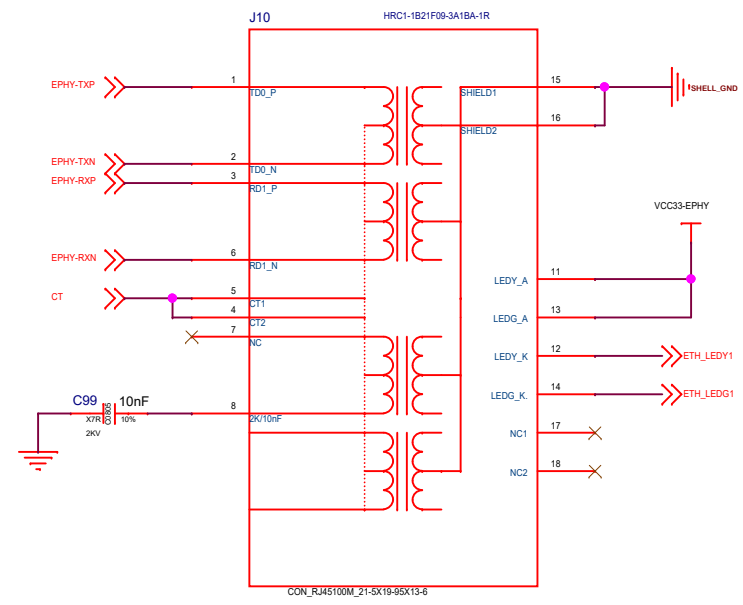 J10
HRC1-1B21F09-3A1BA-1R
EPHY-TXP
1
TD0_P
SHIELD1
15
SHELL_GND
SHIELD2
16
EPHY-TXN
2
TD0_N
EPHY-RXP
3
RD1_P
VCC33-EPHY
EPHY-RXN
6
RD1_N
LEDY_A
11
CT
5
CT1
4
CT2
LEDG_A
13
7
NC
LEDY_K
12
ETH_LEDY1
LEDG_K.
14
ETH_LEDG1
C99
10nF
X7R
C0805
10%
2KV
8
2K/10nF
NC1
17
NC2
18
CON_RJ45100M_21-5X19-95X13-6